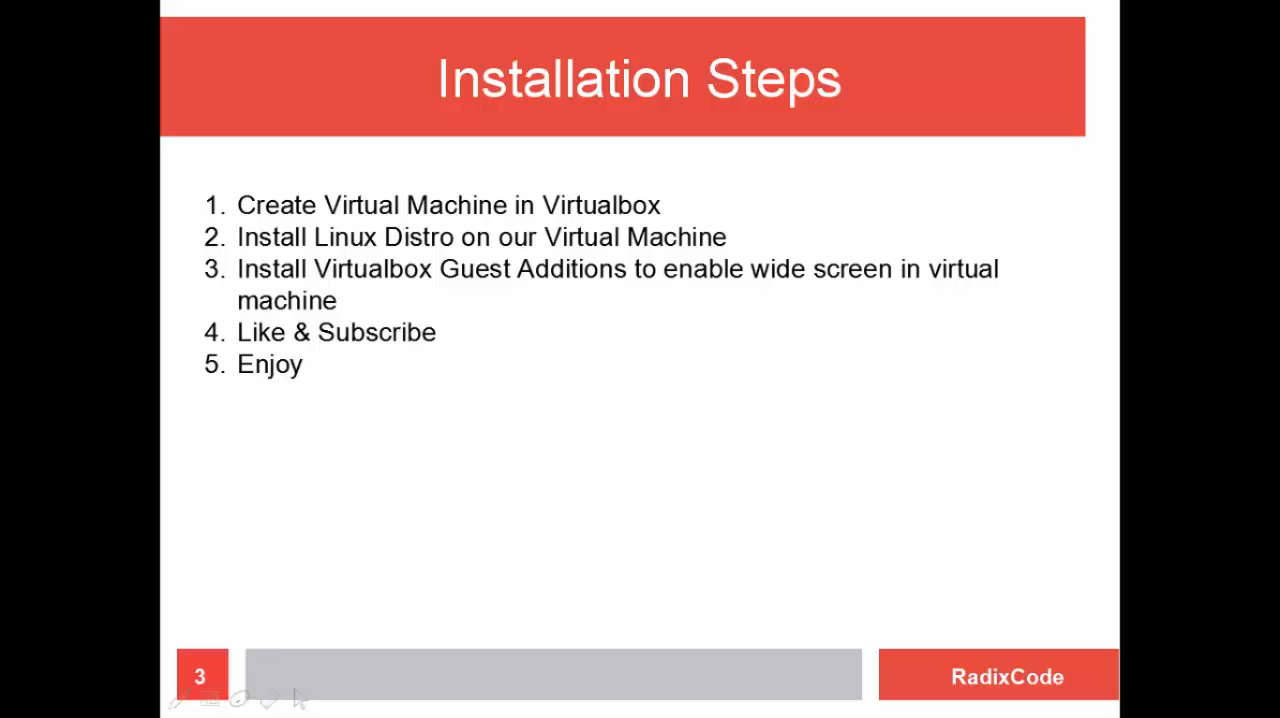 Installation Steps
1. Create Virtual Machine in Virtualbox
2. Install Linux Distro on our Virtual Machine
3. Install Virtualbox Guest Additions to enable wide screen in virtual
machine
4. Like & Subscribe
5. Enjoy
3
RadixCode